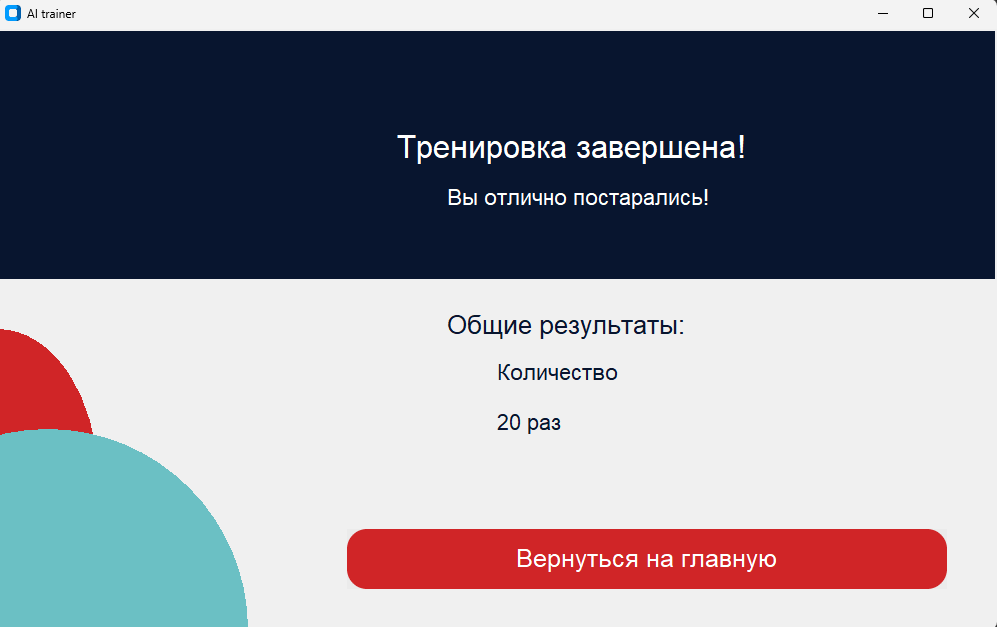 AI trainer
Тренировка завершена!
Вы отлично постарались!
Общие результаты:
Количество
20 раз
Вернуться на главную